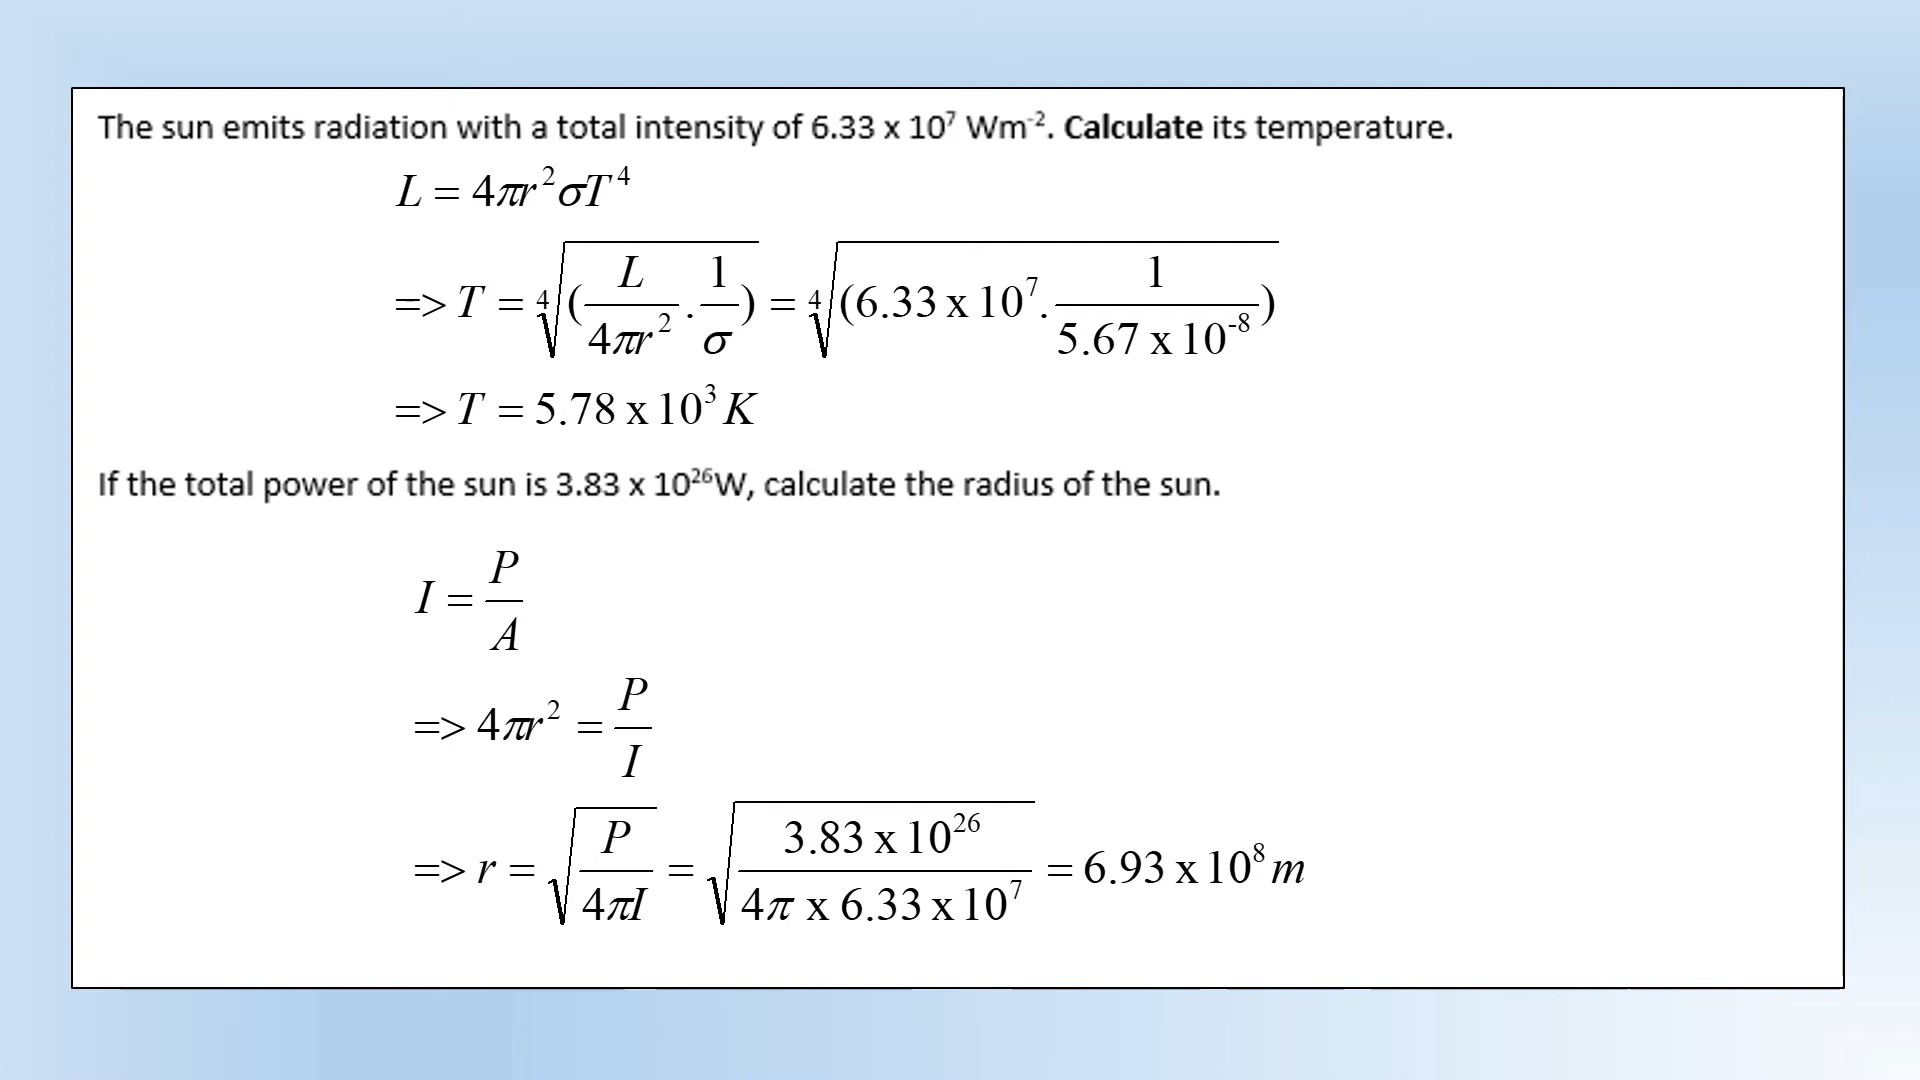 The sun emits radiation with a total intensity of 6.33 x 10⁷ Wm⁻². Calculate its temperature.
L = 4πr²σT⁴
=> T = ⁴√(L/4πr² . 1/σ) = ⁴√(6.33 x 10⁷ . 1/5.67 x 10⁻⁸)
=> T = 5.78 x 10³ K
If the total power of the sun is 3.83 x 10²⁶W, calculate the radius of the sun.
I = P/A
=> 4πr² = P/I
=> r = √(P/4πI) = √(3.83 x 10²⁶/4π x 6.33 x 10⁷) = 6.93 x 10⁸ m